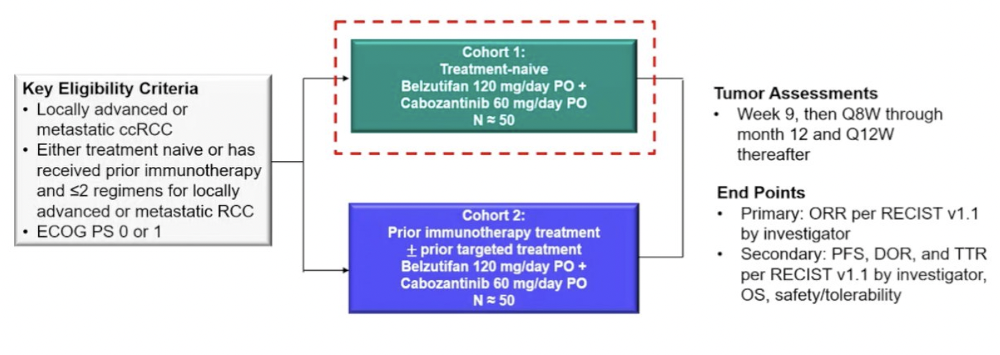 Key Eligibility Criteria
• Locally advanced or
metastatic ccRCC
• Either treatment naive or has
received prior immunotherapy
and ≤2 regimens for locally
advanced or metastatic RCC
• ECOG PS 0 or 1
Cohort 1:
Treatment-naive
Belzutifan 120 mg/day PO +
Cabozantinib 60 mg/day PO
N ≈ 50
Cohort 2:
Prior immunotherapy treatment
± prior targeted treatment
Belzutifan 120 mg/day PO +
Cabozantinib 60 mg/day PO
N ≈ 50
Tumor Assessments
• Week 9, then Q8W through
month 12 and Q12W
thereafter
End Points
• Primary: ORR per RECIST v1.1
by investigator
• Secondary: PFS, DOR, and TTR
per RECIST v1.1 by investigator,
OS, safety/tolerability